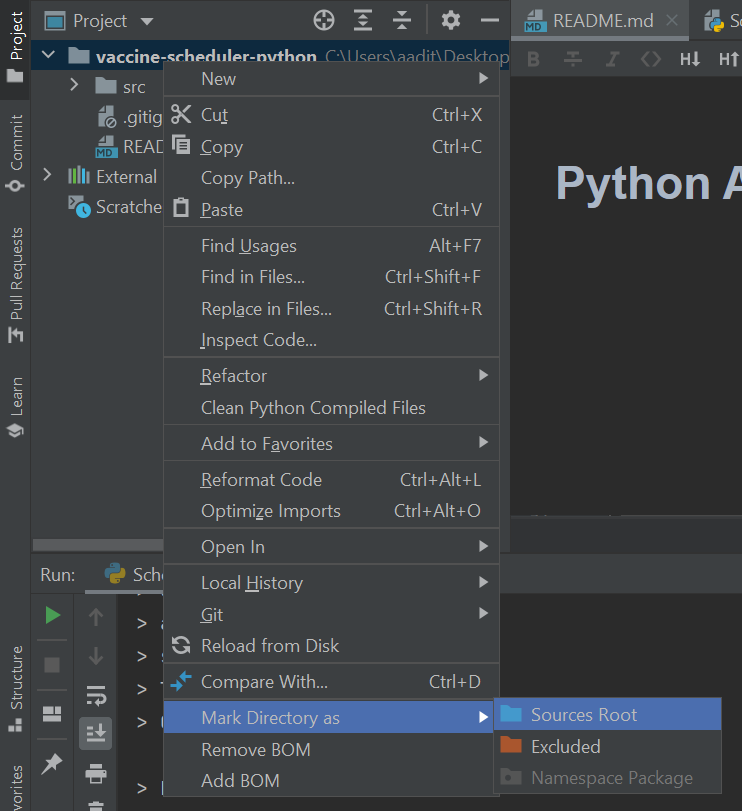 Project
Project
README.md
vaccine-scheduler-python C:\Users\aadit\Desktop
src
.gitig
READ
External
Scratche
Commit
Pull Requests
Learn
Structure
New
Cut Ctrl+X
Copy Ctrl+C
Copy Path...
Paste Ctrl+V
Find Usages Alt+F7
Find in Files... Ctrl+Shift+F
Replace in Files... Ctrl+Shift+R
Inspect Code...
Refactor
Clean Python Compiled Files
Add to Favorites
Reformat Code Ctrl+Alt+L
Optimize Imports Ctrl+Alt+O
Open In
Local History
Git
Reload from Disk
Compare With... Ctrl+D
Mark Directory as
Remove BOM
Add BOM
Sources Root
Excluded
Namespace Package
B I <> H↓ H↑
Python A
Run: Sch
MD
MD
>
>
>
>
>